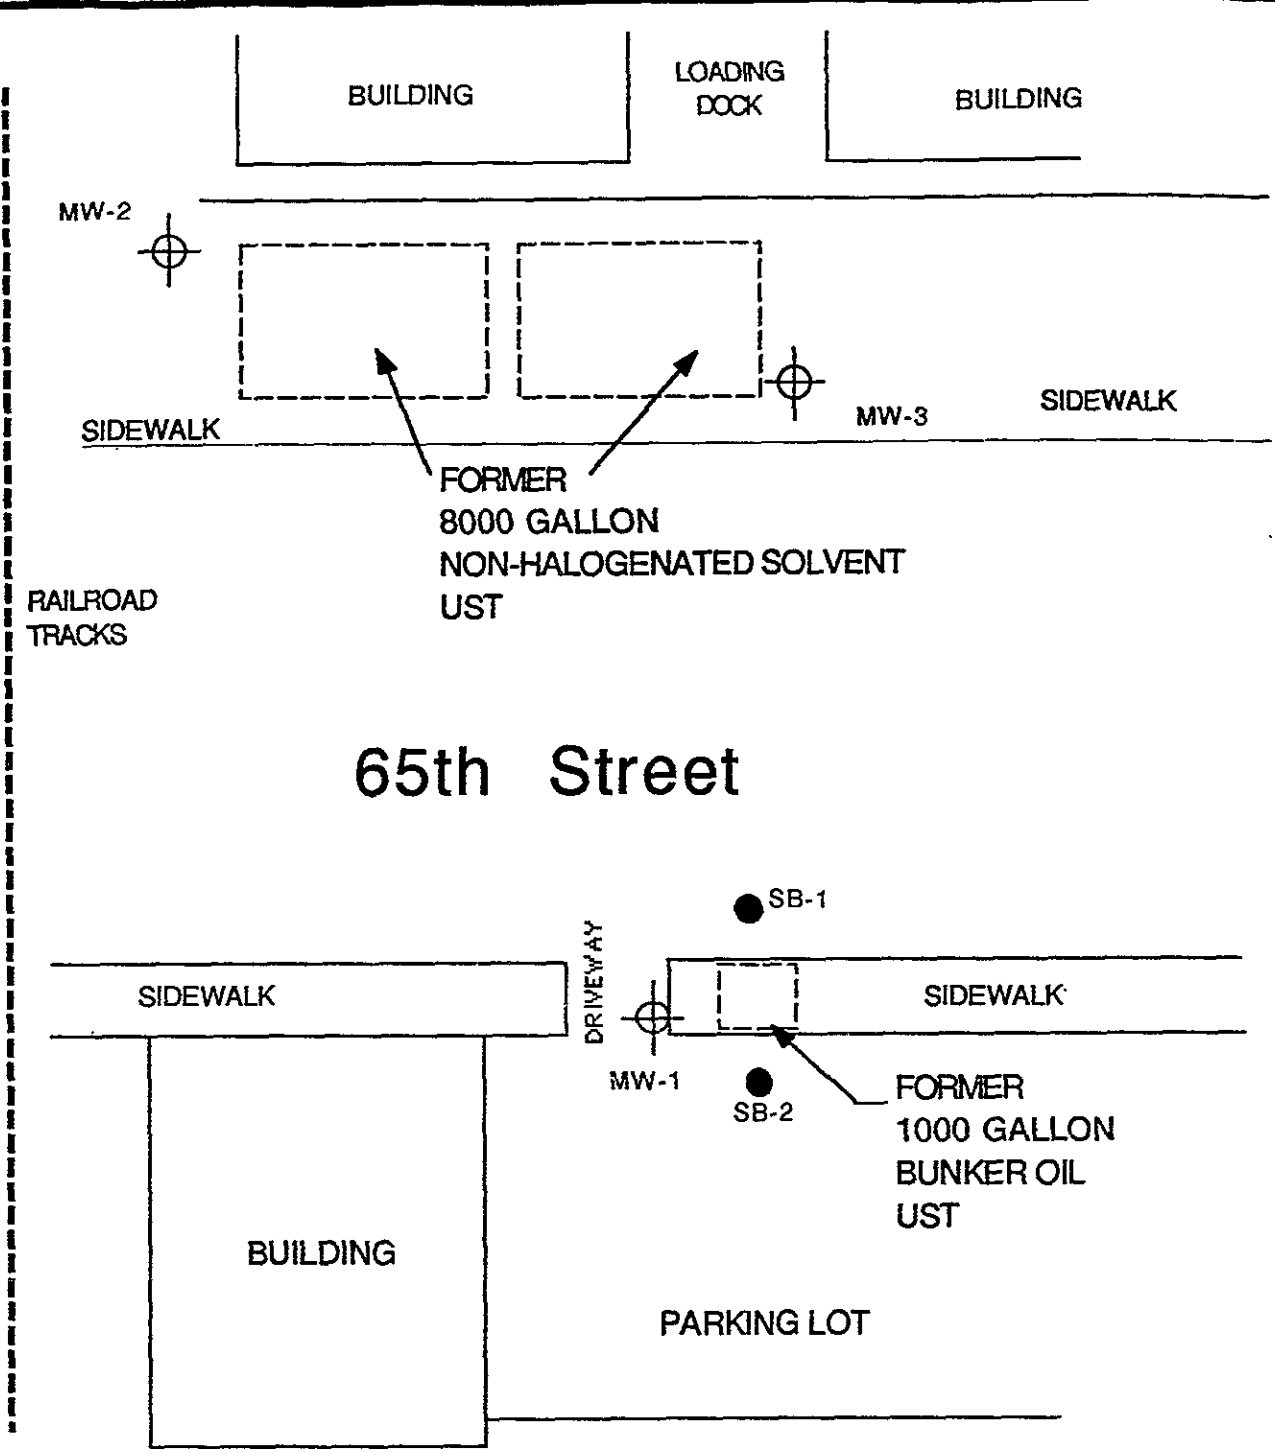 BUILDING
LOADING
DOCK
BUILDING
MW-2
MW-3
SIDEWALK
SIDEWALK
FORMER
8000 GALLON
NON-HALOGENATED SOLVENT
UST
RAILROAD
TRACKS
65th Street
SB-1
DRIVEWAY
SIDEWALK
SIDEWALK
MW-1
SB-2
FORMER
1000 GALLON
BUNKER OIL
UST
BUILDING
PARKING LOT